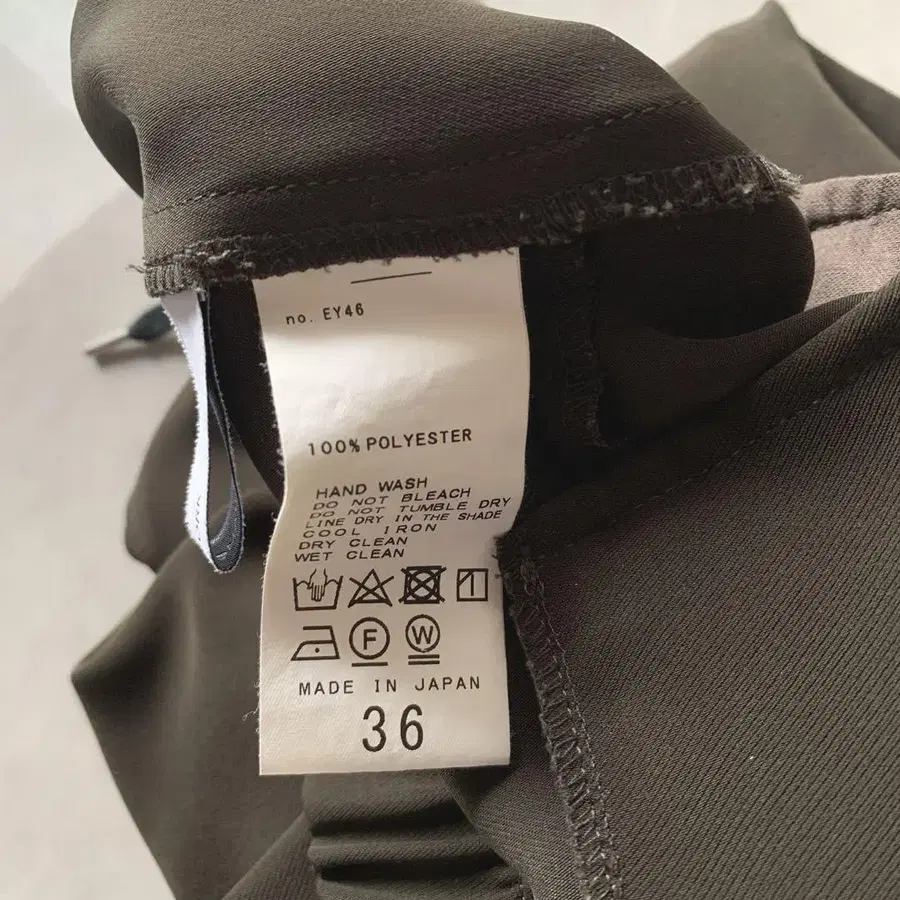 no. EY46
100% POLYESTER
HAND WASH
DO NOT BLEACH
DO NOT TUMBLE DRY
LINE DRY IN THE SHADE
COOL IRON
DRY CLEAN
WET CLEAN
F W
MADE IN JAPAN
36